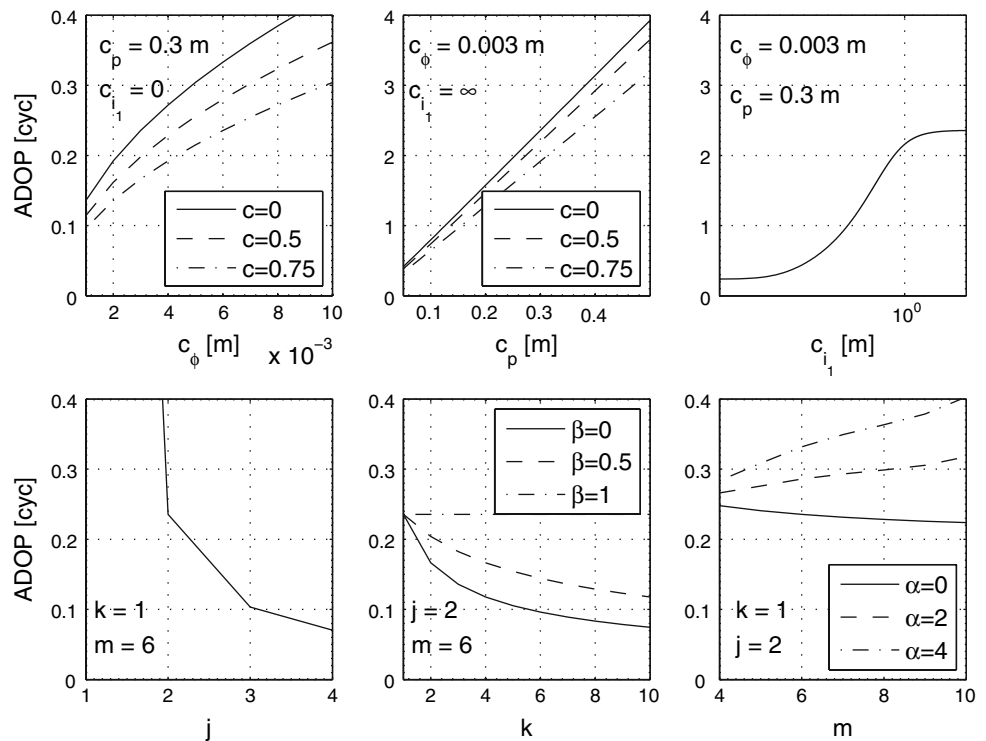 ADOP [cyc]
0.4
0.3
0.2
0.1
0
c_p = 0.3 m
c_{i_1} = 0
c=0
c=0.5
c=0.75
2 4 6 8 10
c_ϕ [m] x 10^{-3}
4
3
2
1
0
c_ϕ = 0.003 m
c_{i_1} = ∞
c=0
c=0.5
c=0.75
0.1 0.2 0.3 0.4
c_p [m]
4
3
2
1
0
c_ϕ = 0.003 m
c_p = 0.3 m
10^0
c_{i_1} [m]
ADOP [cyc]
0.4
0.3
0.2
0.1
0
k = 1
m = 6
1 2 3 4
j
0.4
0.3
0.2
0.1
0
β=0
β=0.5
β=1
j = 2
m = 6
2 4 6 8 10
k
0.4
0.3
0.2
0.1
0
k = 1
j = 2
α=0
α=2
α=4
4 6 8 10
m